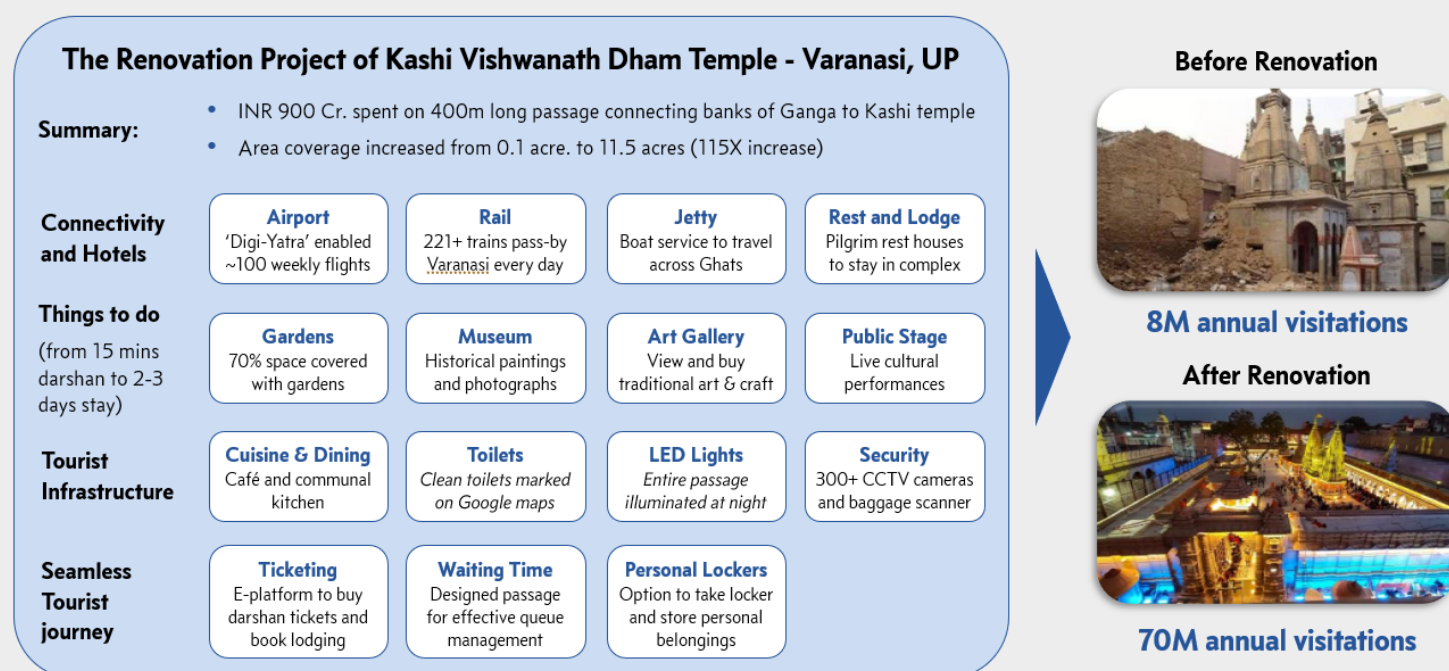 The Renovation Project of Kashi Vishwanath Dham Temple - Varanasi, UP
Summary:
• INR 900 Cr. spent on 400m long passage connecting banks of Ganga to Kashi temple
• Area coverage increased from 0.1 acre. to 11.5 acres (115X increase)
Connectivity
and Hotels
Airport
'Digi-Yatra' enabled
~100 weekly flights
Rail
221+ trains pass-by
Varanasi every day
Jetty
Boat service to travel
across Ghats
Rest and Lodge
Pilgrim rest houses
to stay in complex
Things to do
(from 15 mins
darshan to 2-3
days stay)
Gardens
70% space covered
with gardens
Museum
Historical paintings
and photographs
Art Gallery
View and buy
traditional art & craft
Public Stage
Live cultural
performances
Tourist
Infrastructure
Cuisine & Dining
Café and communal
kitchen
Toilets
Clean toilets marked
on Google maps
LED Lights
Entire passage
illuminated at night
Security
300+ CCTV cameras
and baggage scanner
Seamless
Tourist
journey
Ticketing
E-platform to buy
darshan tickets and
book lodging
Waiting Time
Designed passage
for effective queue
management
Personal Lockers
Option to take locker
and store personal
belongings
Before Renovation
8M annual visitations
After Renovation
70M annual visitations